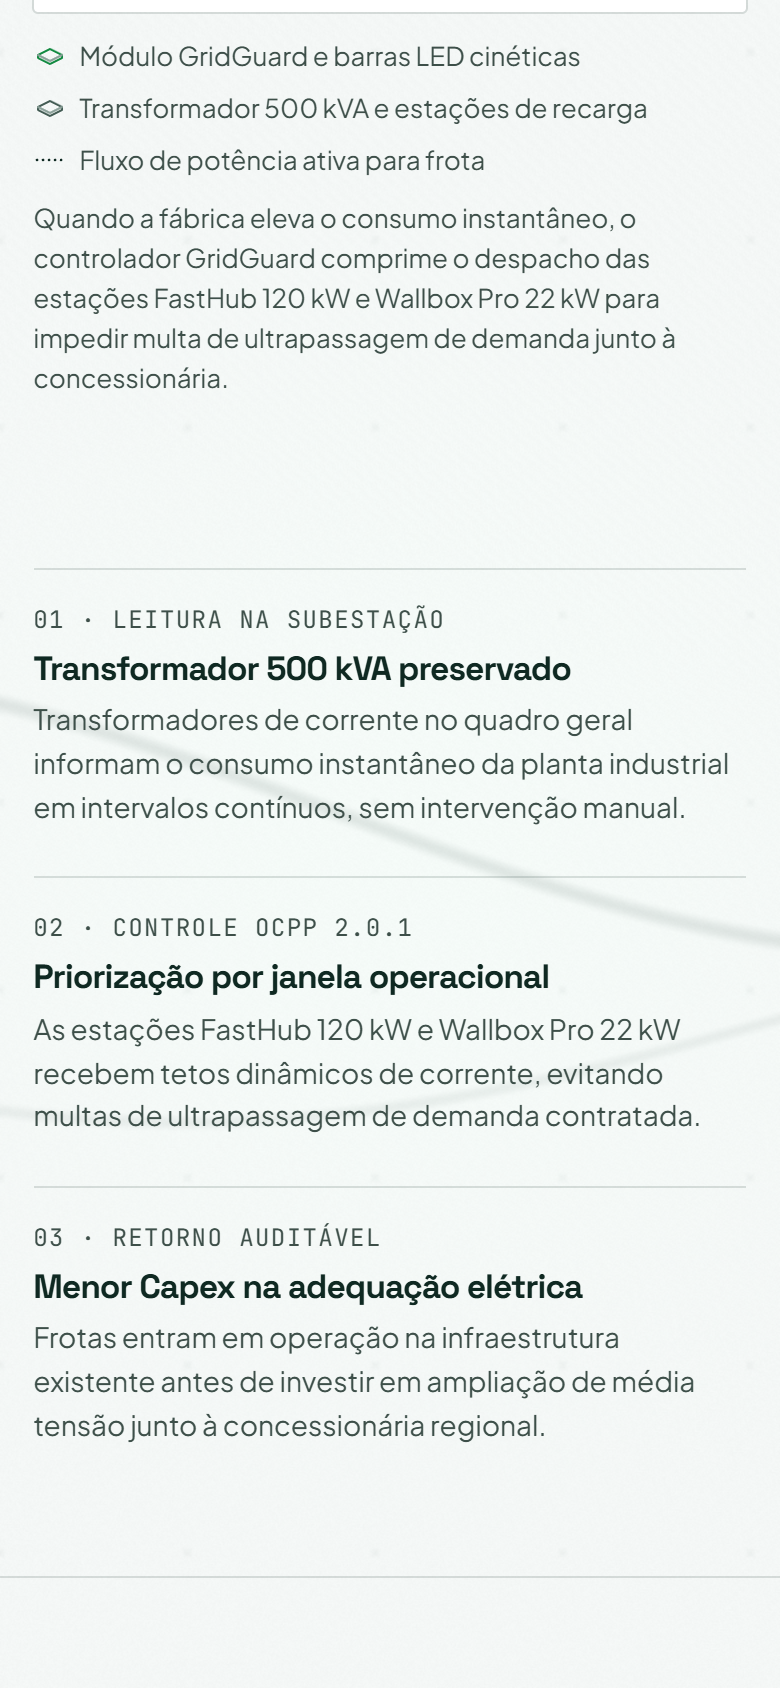 Módulo GridGuard e barras LED cinéticas
Transformador 500 kVA e estações de recarga
Fluxo de potência ativa para frota
Quando a fábrica eleva o consumo instantâneo, o
controlador GridGuard comprime o despacho das
estações FastHub 120 kW e Wallbox Pro 22 kW para
impedir multa de ultrapassagem de demanda junto à
concessionária.
01 · LEITURA NA SUBESTAÇÃO
Transformador 500 kVA preservado
Transformadores de corrente no quadro geral
informam o consumo instantâneo da planta industrial
em intervalos contínuos, sem intervenção manual.
02 · CONTROLE OCPP 2.0.1
Priorização por janela operacional
As estações FastHub 120 kW e Wallbox Pro 22 kW
recebem tetos dinâmicos de corrente, evitando
multas de ultrapassagem de demanda contratada.
03 · RETORNO AUDITÁVEL
Menor Capex na adequação elétrica
Frotas entram em operação na infraestrutura
existente antes de investir em ampliação de média
tensão junto à concessionária regional.